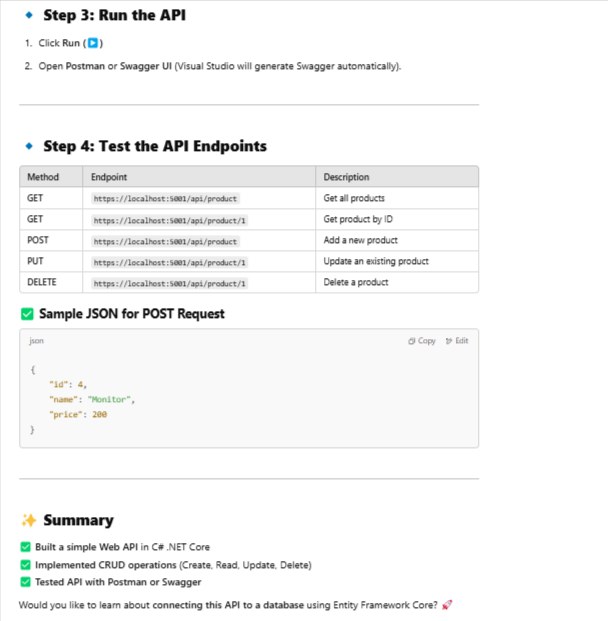 Step 3: Run the API
1. Click Run (▶️)
2. Open Postman or Swagger UI (Visual Studio will generate Swagger automatically).
Step 4: Test the API Endpoints
Method Endpoint Description
GET https://localhost:5001/api/product Get all products
GET https://localhost:5001/api/product/1 Get product by ID
POST https://localhost:5001/api/product Add a new product
PUT https://localhost:5001/api/product/1 Update an existing product
DELETE https://localhost:5001/api/product/1 Delete a product
✅ Sample JSON for POST Request
json Copy Edit
{
"id": 4,
"name": "Monitor",
"price": 200
}
✨ Summary
✅ Built a simple Web API in C# .NET Core
✅ Implemented CRUD operations (Create, Read, Update, Delete)
✅ Tested API with Postman or Swagger
Would you like to learn about connecting this API to a database using Entity Framework Core? 🚀